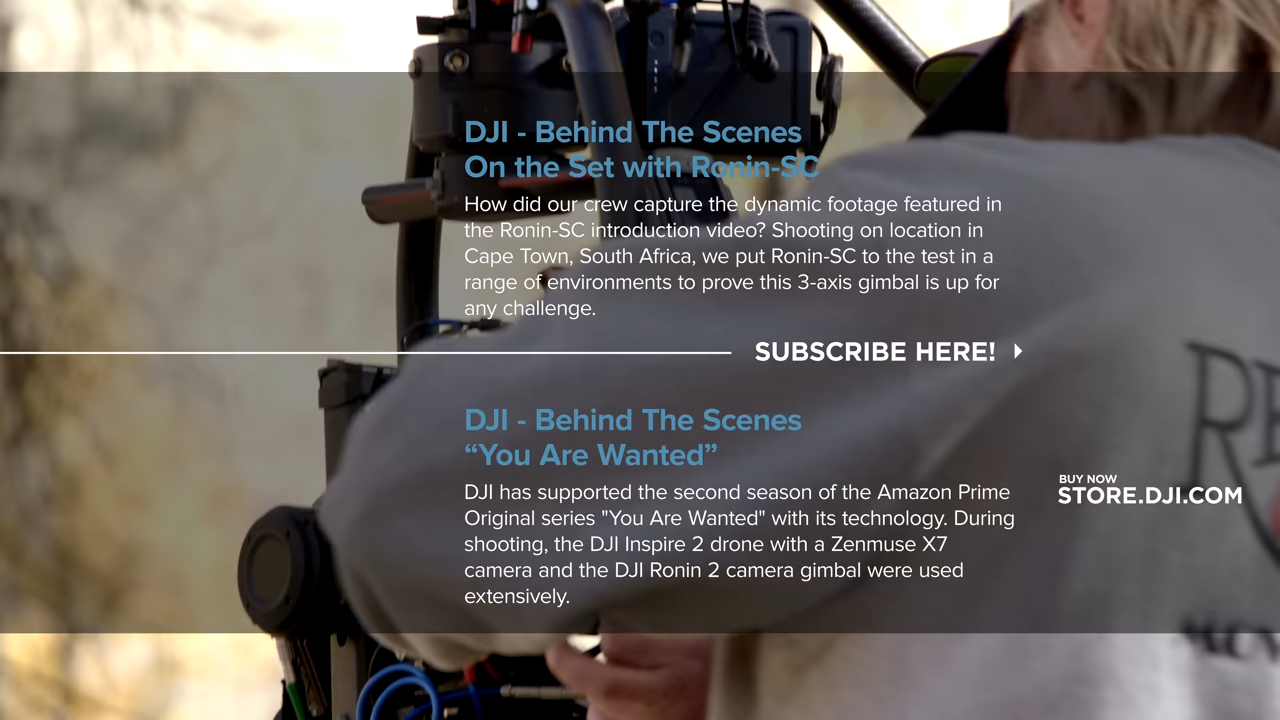 DJI - Behind The Scenes
On the Set with Ronin-SC
How did our crew capture the dynamic footage featured in
the Ronin-SC introduction video? Shooting on location in
Cape Town, South Africa, we put Ronin-SC to the test in a
range of environments to prove this 3-axis gimbal is up for
any challenge.
SUBSCRIBE HERE!
DJI - Behind The Scenes
“You Are Wanted”
DJI has supported the second season of the Amazon Prime
Original series "You Are Wanted" with its technology. During
shooting, the DJI Inspire 2 drone with a Zenmuse X7
camera and the DJI Ronin 2 camera gimbal were used
extensively.
BUY NOW
STORE.DJI.COM